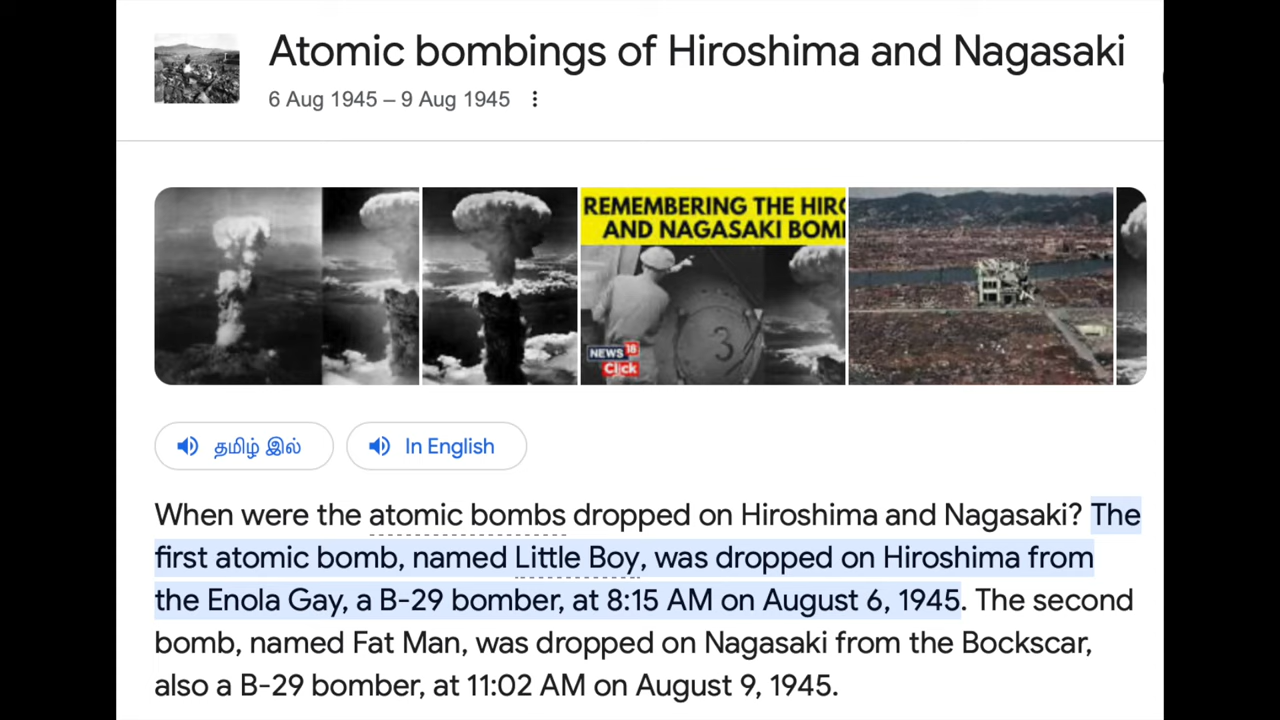 Atomic bombings of Hiroshima and Nagasaki
6 Aug 1945 – 9 Aug 1945
REMEMBERING THE HIRO
AND NAGASAKI BOM
3
NEWS 18
Click
தமிழ் இல்
In English
When were the atomic bombs dropped on Hiroshima and Nagasaki? The
first atomic bomb, named Little Boy, was dropped on Hiroshima from
the Enola Gay, a B-29 bomber, at 8:15 AM on August 6, 1945. The second
bomb, named Fat Man, was dropped on Nagasaki from the Bockscar,
also a B-29 bomber, at 11:02 AM on August 9, 1945.